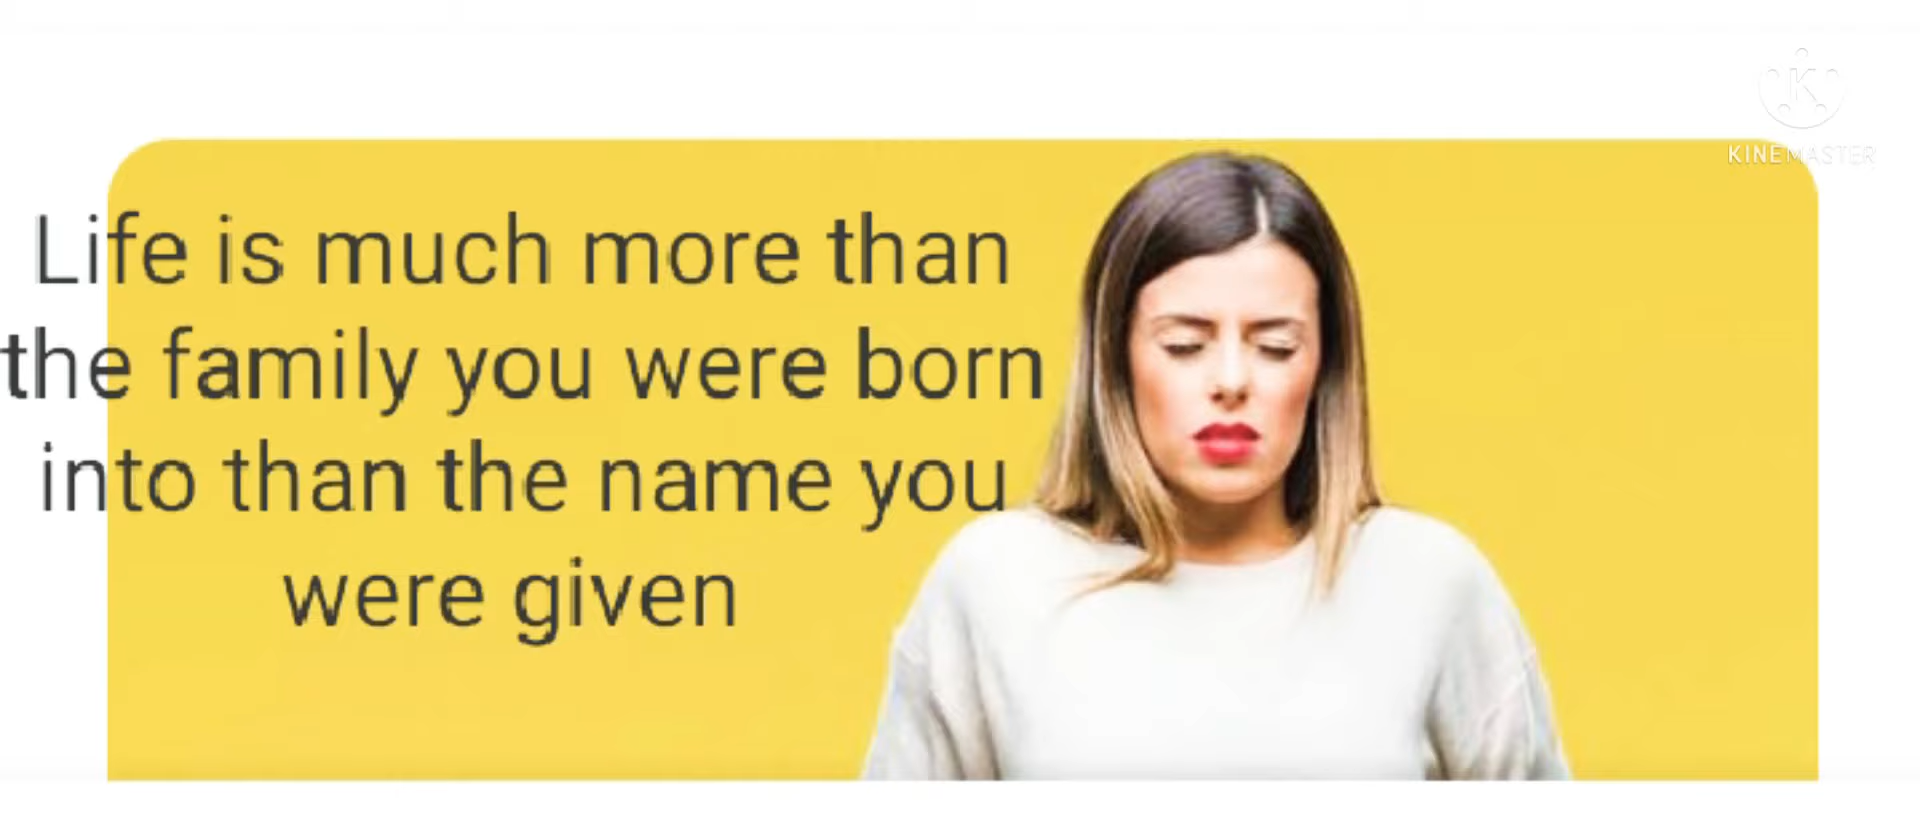 KINEMASTER
Life is much more than
the family you were born
into than the name you
were given